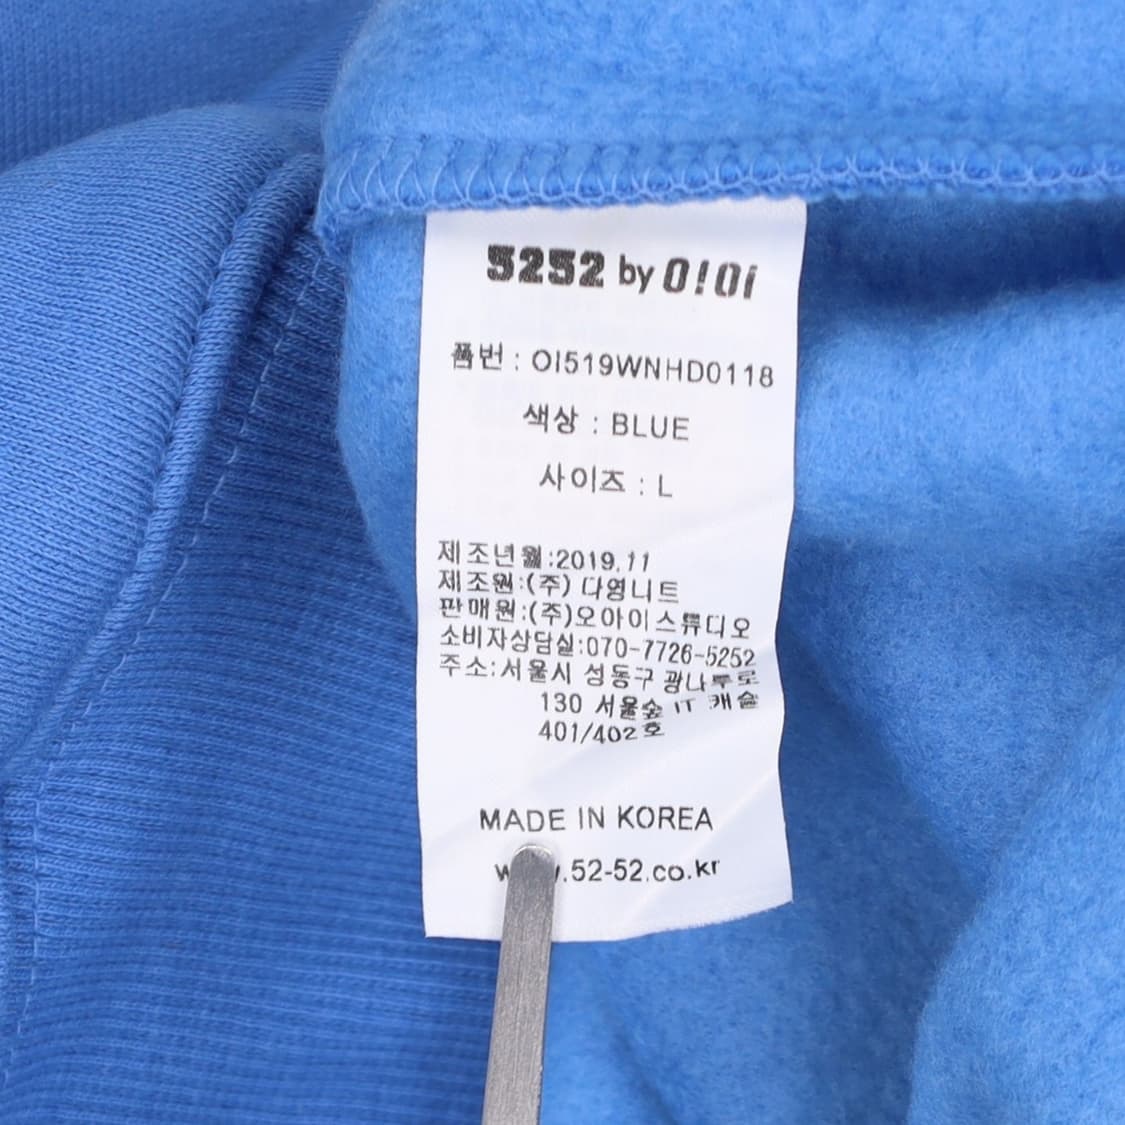 5252 by O!Oi
품번 : OI519WNHD0118
색상 : BLUE
사이즈 : L
제조년월:2019.11
제조원:(주) 다영니트
판매원:(주)오아이스튜디오
소비자상담실:070-7726-5252
주소:서울시 성동구 광나루로
130 서울숲 IT 캐슬
401/402호
MADE IN KOREA
.52-52.co.kr